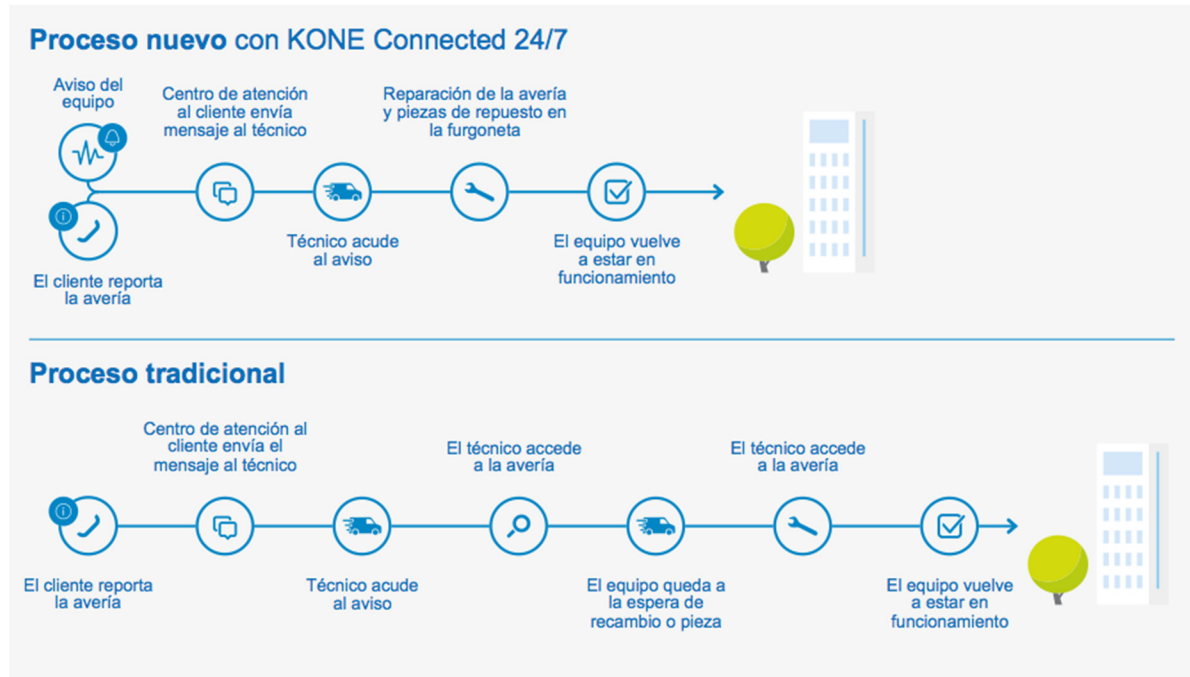 Proceso nuevo con KONE Connected 24/7
Aviso del
equipo
Centro de atención
al cliente envía
mensaje al técnico
Reparación de la avería
y piezas de repuesto en
la furgoneta
Técnico acude
al aviso
El equipo vuelve
a estar en
funcionamiento
El cliente reporta
la avería
Proceso tradicional
Centro de atención al
cliente envía el
mensaje al técnico
El técnico accede
a la avería
El técnico accede
a la avería
El cliente reporta
la avería
Técnico acude
al aviso
El equipo queda a
la espera de
recambio o pieza
El equipo vuelve
a estar en
funcionamiento